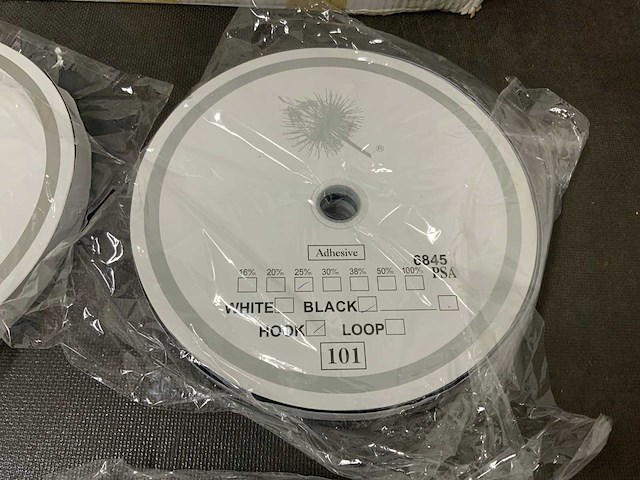 ®
Adhesive
6845
16% 20% 25% 30% 38% 50% 100% PSA
WHITE BLACK
HOOK LOOP
101